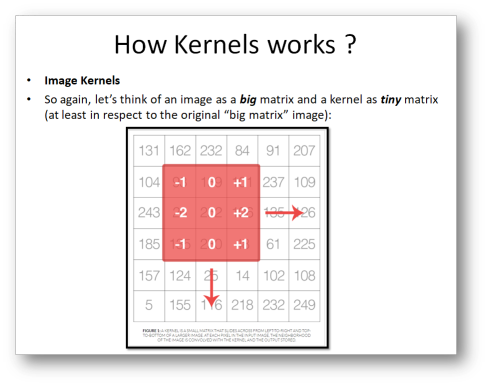 How Kernels works ?
• Image Kernels
• So again, let's think of an image as a big matrix and a kernel as tiny matrix
(at least in respect to the original "big matrix" image):
131 162 232 84 91 207
104 -1 0 +1 237 109
243 -2 0 +2 26
185 -1 0 +1 61 225
157 124 14 102 108
5 155 218 232 249
FIGURE 1: A KERNEL IS A SMALL MATRIX THAT SLIDES ACROSS FROM LEFT-TO-RIGHT AND TOP-
TO-BOTTOM OF A LARGER IMAGE. AT EACH PIXEL IN THE INPUT IMAGE, THE NEIGHBORHOOD
OF THE IMAGE IS CONVOLVED WITH THE KERNEL AND THE OUTPUT STORED.